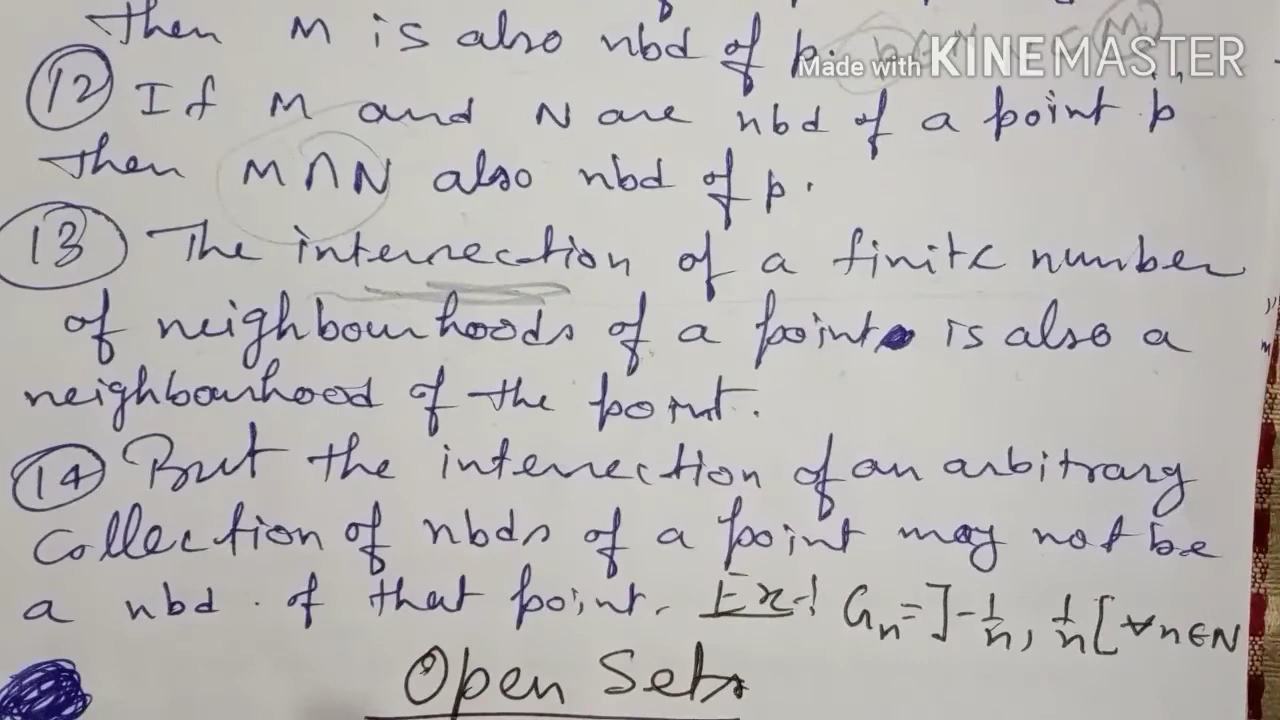 then M is also nbd of p.
Made with KINEMASTER
12 If M and N are nbd of a point p
then M∩N also nbd of p.
13 The intersection of a finite number
of neighbourhoods of a point is also a
neighbourhood of the point.
14 But the intersection of an arbitrary
collection of nbds of a point may not be
a nbd. of that point. Ex-! Gn = ]-1/n, 1/n[ ∀n∈N
Open Sets